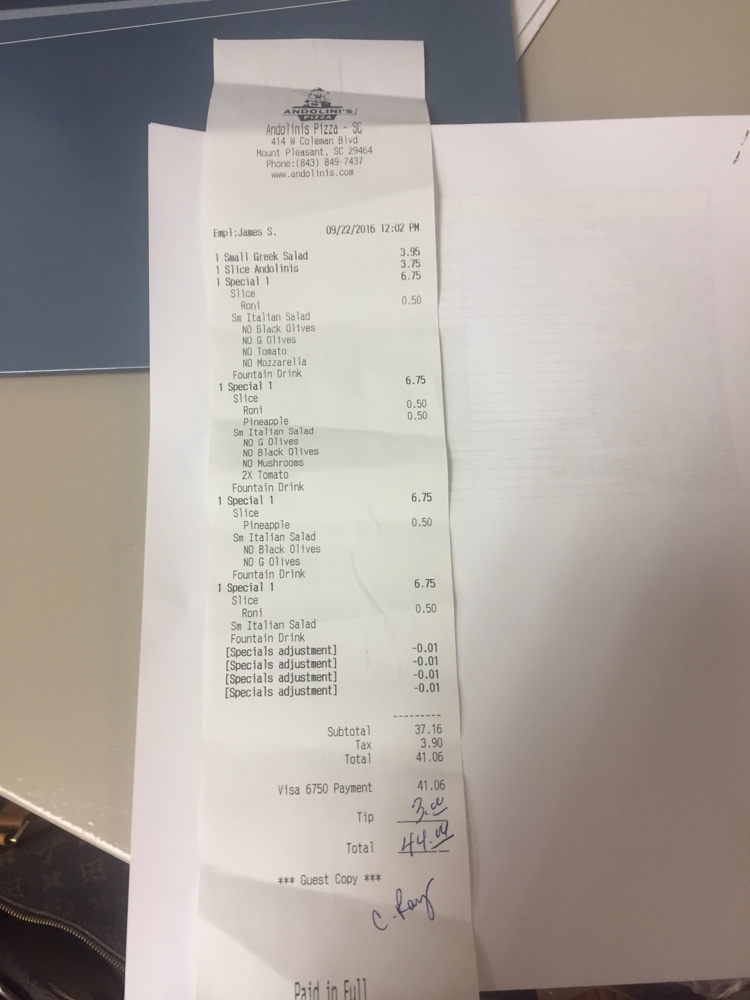 ANDOLINI'S
PIZZA
Andolinis Pizza - SC
414 W Coleman Blvd
Mount Pleasant, SC 29464
Phone:(843) 849-7437
www.andolinis.com
Empl:James S. 09/22/2016 12:02 PM
1 Small Greek Salad 3.95
1 Slice Andolinis 3.75
1 Special 1 6.75
Slice
Roni 0.50
Sm Italian Salad
NO Black Olives
NO G Olives
NO Tomato
NO Mozzarella
Fountain Drink
1 Special 1 6.75
Slice
Roni 0.50
Pineapple 0.50
Sm Italian Salad
NO G Olives
NO Black Olives
NO Mushrooms
2X Tomato
Fountain Drink
1 Special 1 6.75
Slice
Pineapple 0.50
Sm Italian Salad
NO Black Olives
NO G Olives
Fountain Drink
1 Special 1 6.75
Slice
Roni 0.50
Sm Italian Salad
Fountain Drink
[Specials adjustment] -0.01
[Specials adjustment] -0.01
[Specials adjustment] -0.01
[Specials adjustment] -0.01
---------
Subtotal 37.16
Tax 3.90
Total 41.06
Visa 6750 Payment 41.06
Tip 3.00
Total 44.00
*** Guest Copy ***
C. Ray
Paid in Full